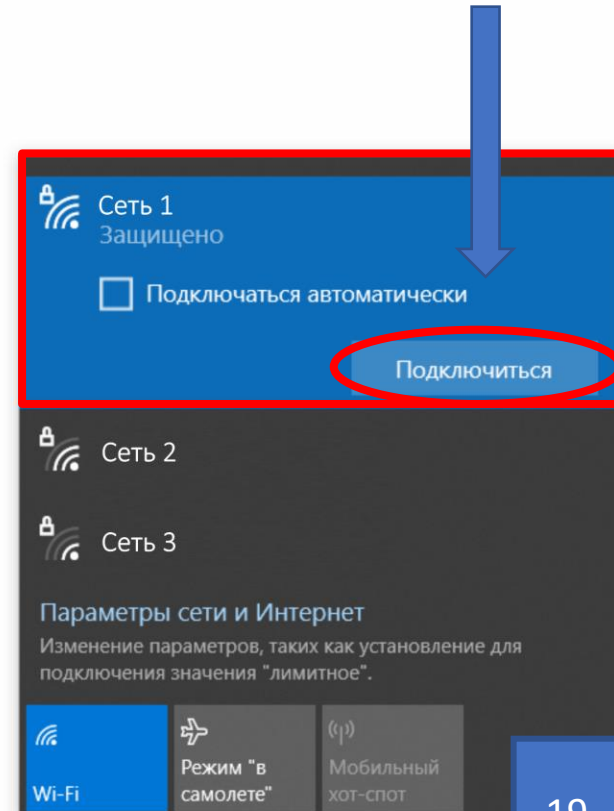 Сеть 1
Защищено
Подключаться автоматически
Подключиться
Сеть 2
Сеть 3
Параметры сети и Интернет
Изменение параметров, таких как установление для
подключения значения "лимитное".
Wi-Fi
Режим "в
самолете"
Мобильный
хот-спот
19